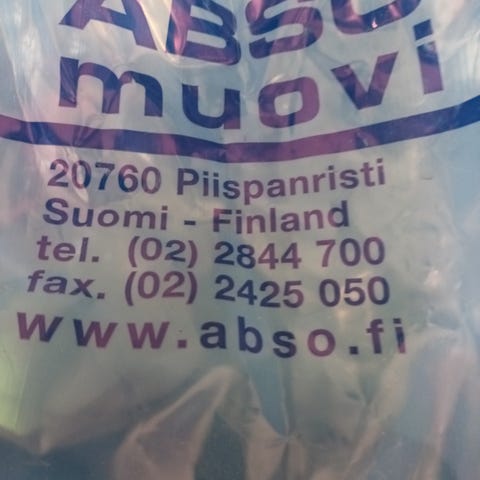 ABSO
muovi
20760 Piispanristi
Suomi - Finland
tel. (02) 2844 700
fax. (02) 2425 050
www.abso.fi